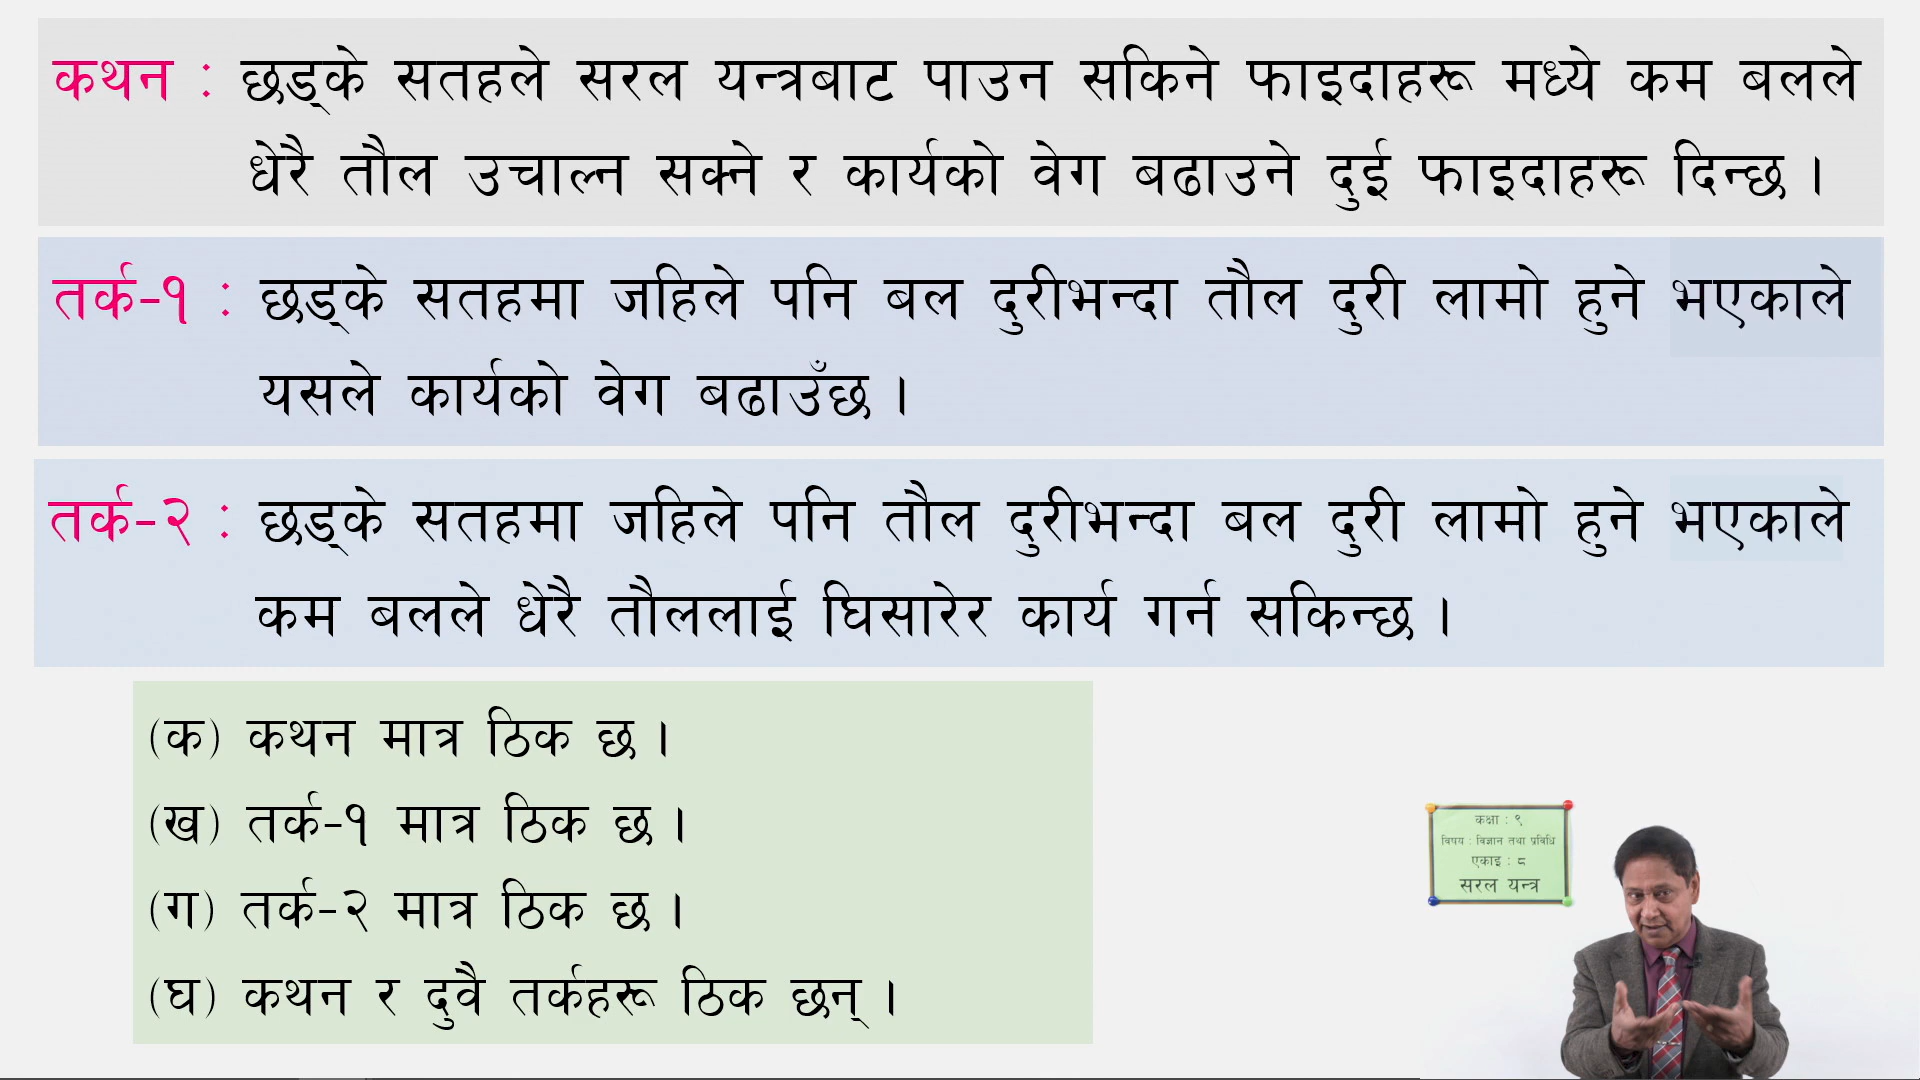 कथन : छड्के सतहले सरल यन्त्रबाट पाउन सकिने फाइदाहरू मध्ये कम बलले
धेरै तौल उचाल्न सक्ने र कार्यको वेग बढाउने दुई फाइदाहरू दिन्छ ।
तर्क-१ : छड्के सतहमा जहिले पनि बल दुरीभन्दा तौल दुरी लामो हुने भएकाले
यसले कार्यको वेग बढाउँछ ।
तर्क-२ : छड्के सतहमा जहिले पनि तौल दुरीभन्दा बल दुरी लामो हुने भएकाले
कम बलले धेरै तौललाई घिसारेर कार्य गर्न सकिन्छ ।
(क) कथन मात्र ठिक छ ।
(ख) तर्क-१ मात्र ठिक छ ।
(ग) तर्क-२ मात्र ठिक छ ।
(घ) कथन र दुवै तर्कहरू ठिक छन् ।
कक्षा : ९
विषय : विज्ञान तथा प्रविधि
एकाइ : ८
सरल यन्त्र